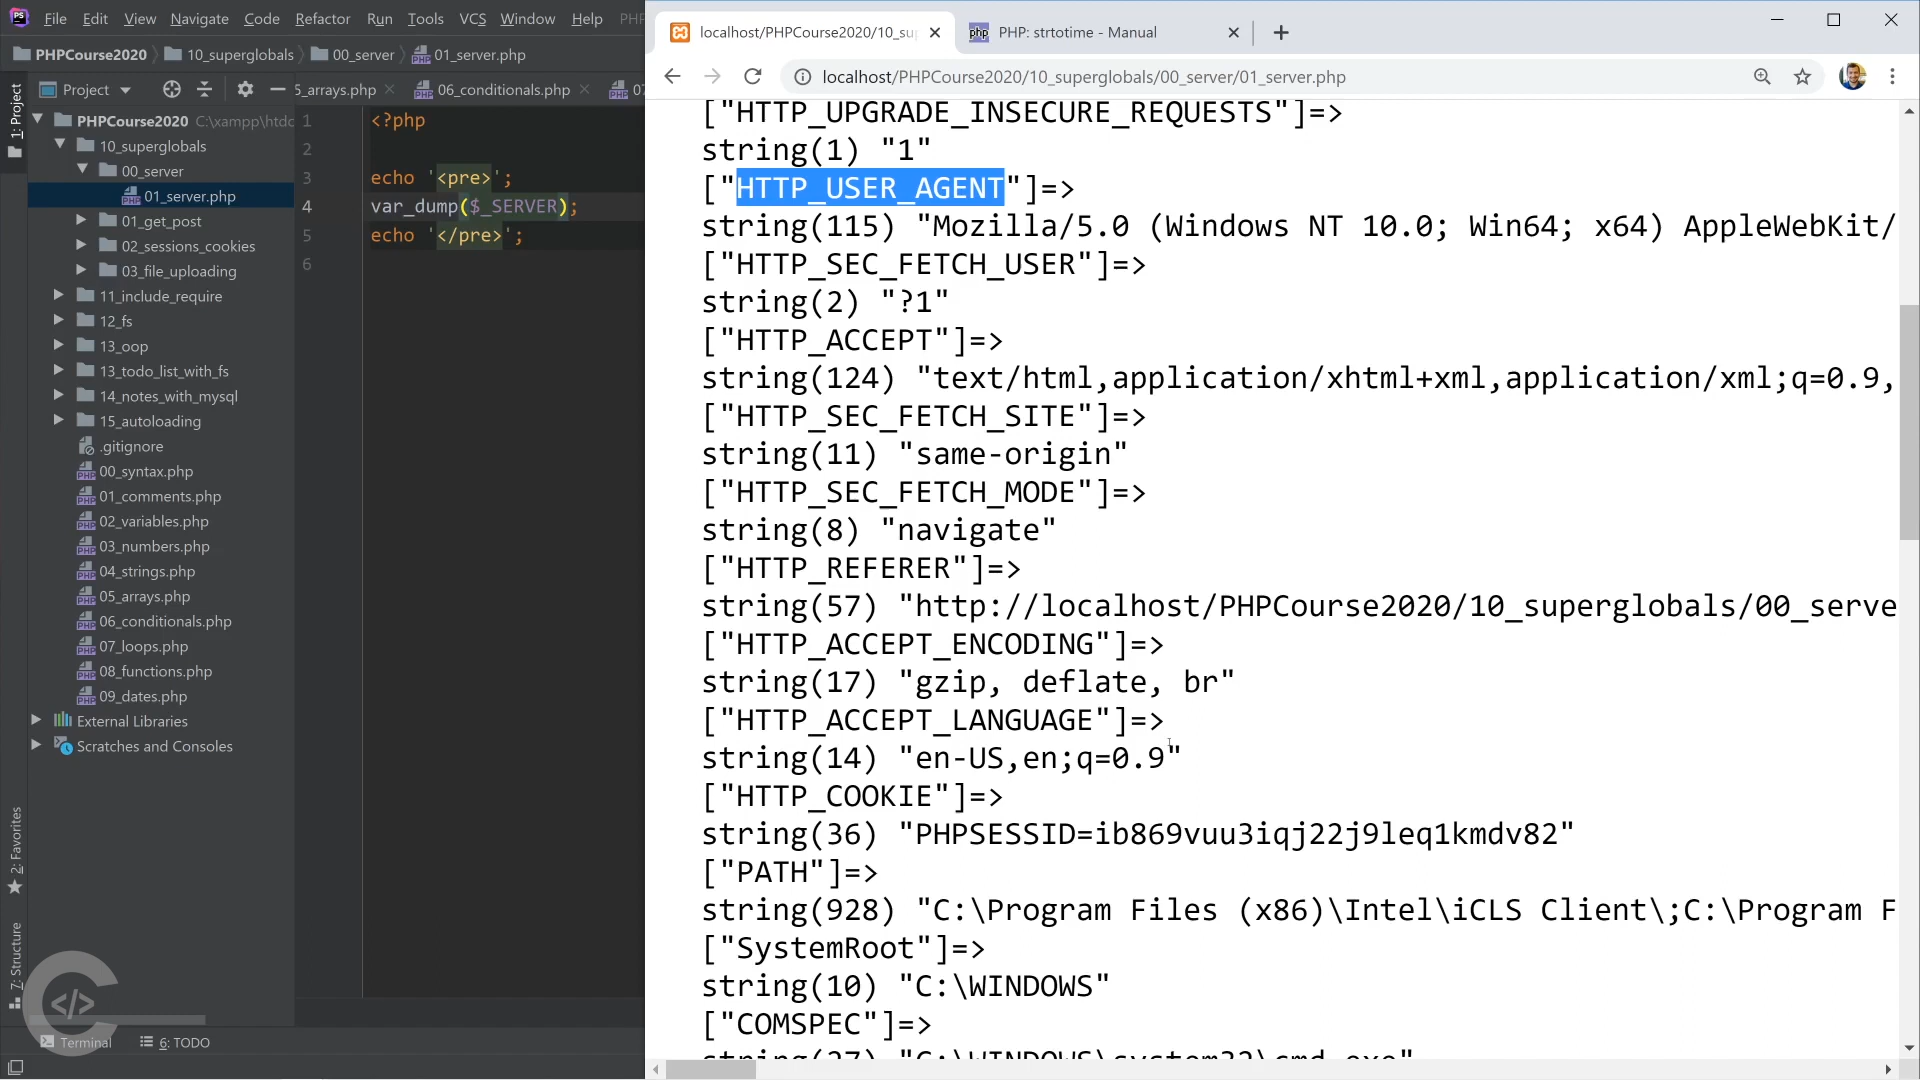 File Edit View Navigate Code Refactor Run Tools VCS Window Help PHP
PHPCourse2020 10_superglobals 00_server 01_server.php
1: Project
Project
5_arrays.php 06_conditionals.php 07
PHPCourse2020 C:\xampp\htdc
10_superglobals
00_server
01_server.php
01_get_post
02_sessions_cookies
03_file_uploading
11_include_require
12_fs
13_oop
13_todo_list_with_fs
14_notes_with_mysql
15_autoloading
.gitignore
00_syntax.php
01_comments.php
02_variables.php
03_numbers.php
04_strings.php
05_arrays.php
06_conditionals.php
07_loops.php
08_functions.php
09_dates.php
External Libraries
Scratches and Consoles
2: Favorites
7: Structure
Terminal 6: TODO
1 <?php
2
3 echo '<pre>';
4 var_dump($_SERVER);
5 echo '</pre>';
6
localhost/PHPCourse2020/10_su
PHP: strtotime - Manual
localhost/PHPCourse2020/10_superglobals/00_server/01_server.php
["HTTP_UPGRADE_INSECURE_REQUESTS"]=>
string(1) "1"
["HTTP_USER_AGENT"]=>
string(115) "Mozilla/5.0 (Windows NT 10.0; Win64; x64) AppleWebKit/
["HTTP_SEC_FETCH_USER"]=>
string(2) "?1"
["HTTP_ACCEPT"]=>
string(124) "text/html,application/xhtml+xml,application/xml;q=0.9,
["HTTP_SEC_FETCH_SITE"]=>
string(11) "same-origin"
["HTTP_SEC_FETCH_MODE"]=>
string(8) "navigate"
["HTTP_REFERER"]=>
string(57) "http://localhost/PHPCourse2020/10_superglobals/00_serve
["HTTP_ACCEPT_ENCODING"]=>
string(17) "gzip, deflate, br"
["HTTP_ACCEPT_LANGUAGE"]=>
string(14) "en-US,en;q=0.9"
["HTTP_COOKIE"]=>
string(36) "PHPSESSID=ib869vuu3iqj22j9leq1kmdv82"
["PATH"]=>
string(928) "C:\Program Files (x86)\Intel\iCLS Client\;C:\Program F
["SystemRoot"]=>
string(10) "C:\WINDOWS"
["COMSPEC"]=>
string(27) "C:\WINDOWS\system32\cmd.exe"